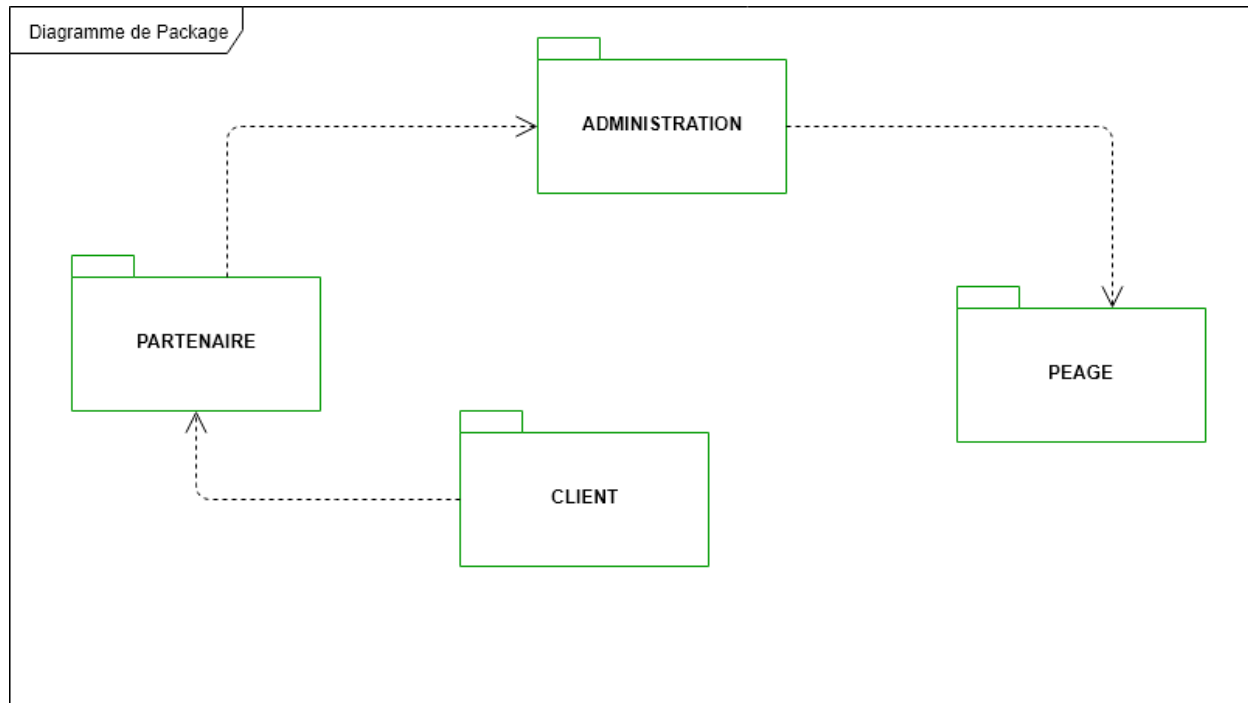 Diagramme de Package
ADMINISTRATION
PARTENAIRE
PEAGE
CLIENT